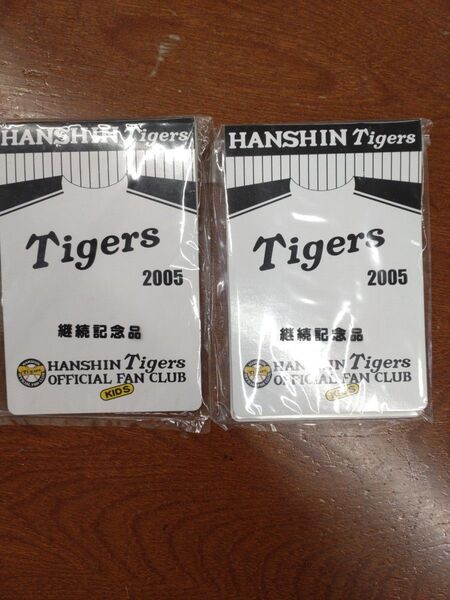 HANSHIN Tigers
Tigers
2005
継続記念品
HANSHIN Tigers
OFFICIAL FAN CLUB
KIDS
HANSHIN Tigers
Tigers
2005
継続記念品
HANSHIN Tigers
OFFICIAL FAN CLUB
KIDS